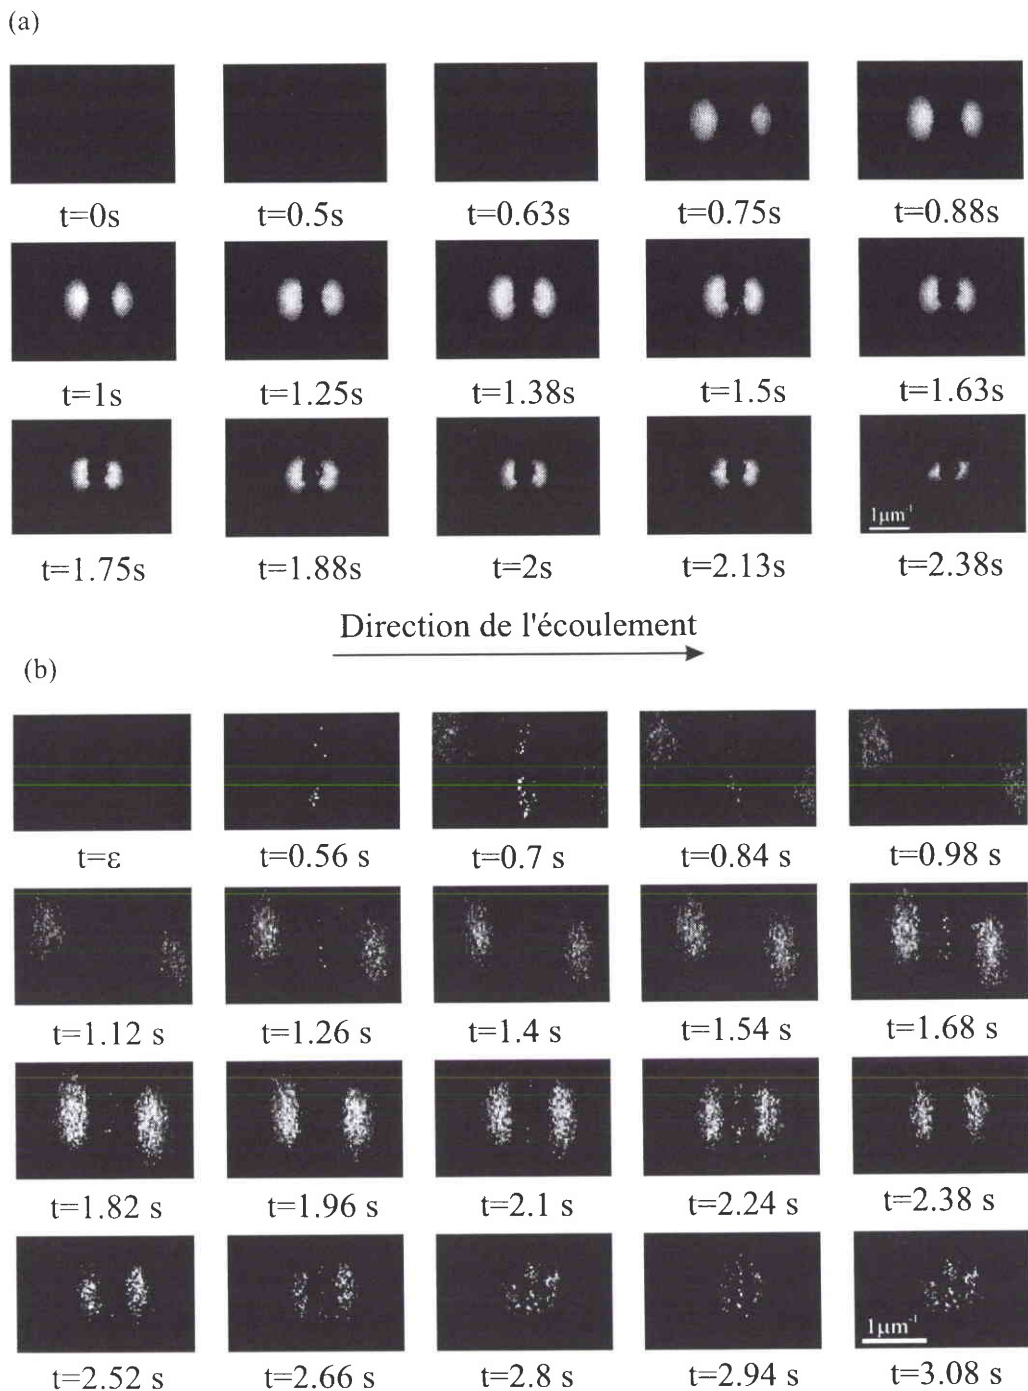 (a)
t=0s t=0.5s t=0.63s t=0.75s t=0.88s
t=1s t=1.25s t=1.38s t=1.5s t=1.63s
1µm⁻¹
t=1.75s t=1.88s t=2s t=2.13s t=2.38s
Direction de l'écoulement
(b)
t=ε t=0.56 s t=0.7 s t=0.84 s t=0.98 s
t=1.12 s t=1.26 s t=1.4 s t=1.54 s t=1.68 s
t=1.82 s t=1.96 s t=2.1 s t=2.24 s t=2.38 s
1µm⁻¹
t=2.52 s t=2.66 s t=2.8 s t=2.94 s t=3.08 s